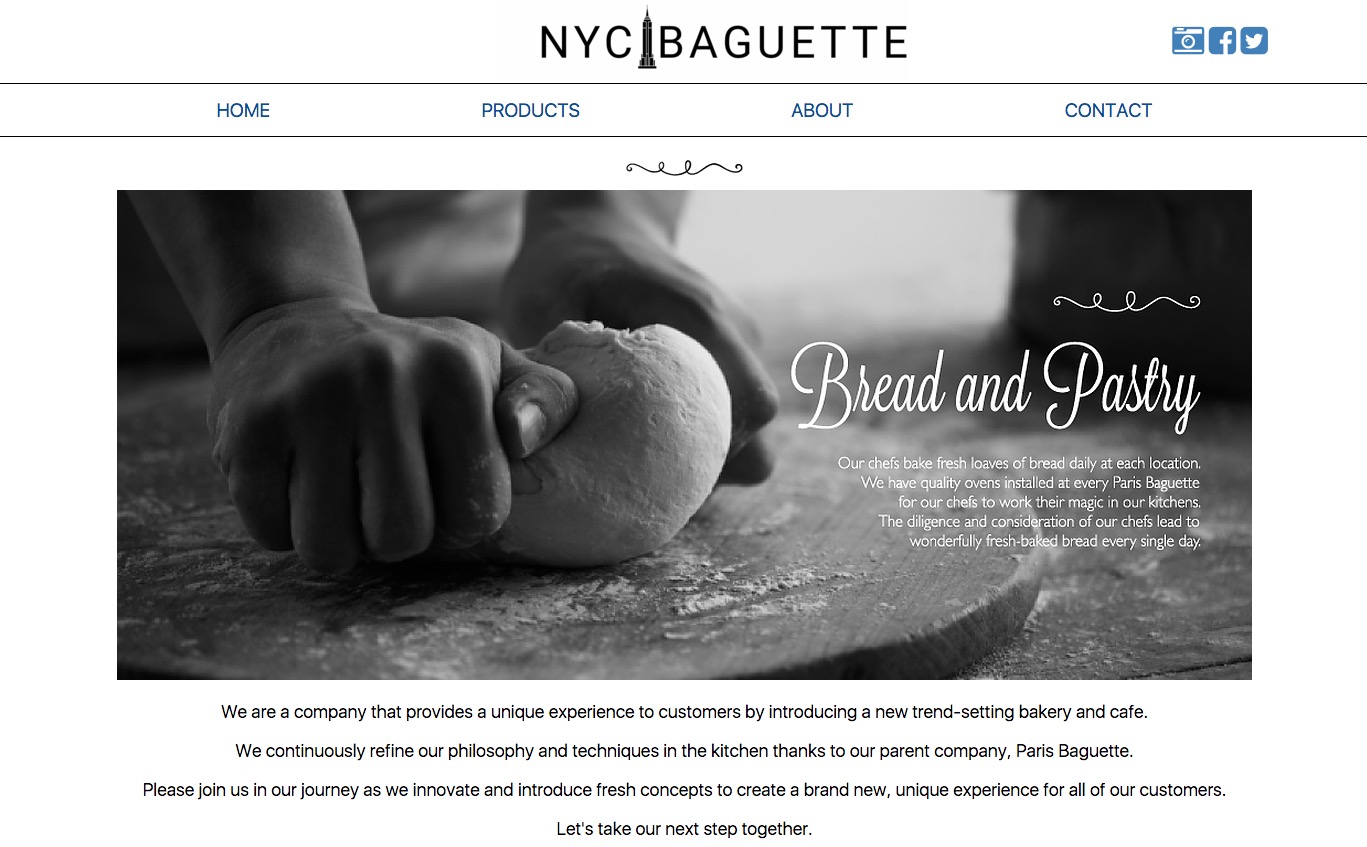 NYC BAGUETTE
HOME PRODUCTS ABOUT CONTACT
Bread and Pastry
Our chefs bake fresh loaves of bread daily at each location.
We have quality ovens installed at every Paris Baguette
for our chefs to work their magic in our kitchens.
The diligence and consideration of our chefs lead to
wonderfully fresh-baked bread every single day.
We are a company that provides a unique experience to customers by introducing a new trend-setting bakery and cafe.
We continuously refine our philosophy and techniques in the kitchen thanks to our parent company, Paris Baguette.
Please join us in our journey as we innovate and introduce fresh concepts to create a brand new, unique experience for all of our customers.
Let's take our next step together.